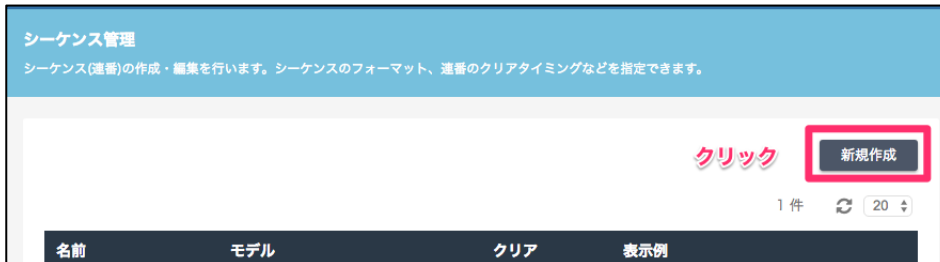 シーケンス管理
シーケンス(連番)の作成・編集を行います。シーケンスのフォーマット、連番のクリアタイミングなどを指定できます。
クリック 新規作成
1 件 20
名前 モデル クリア 表示例